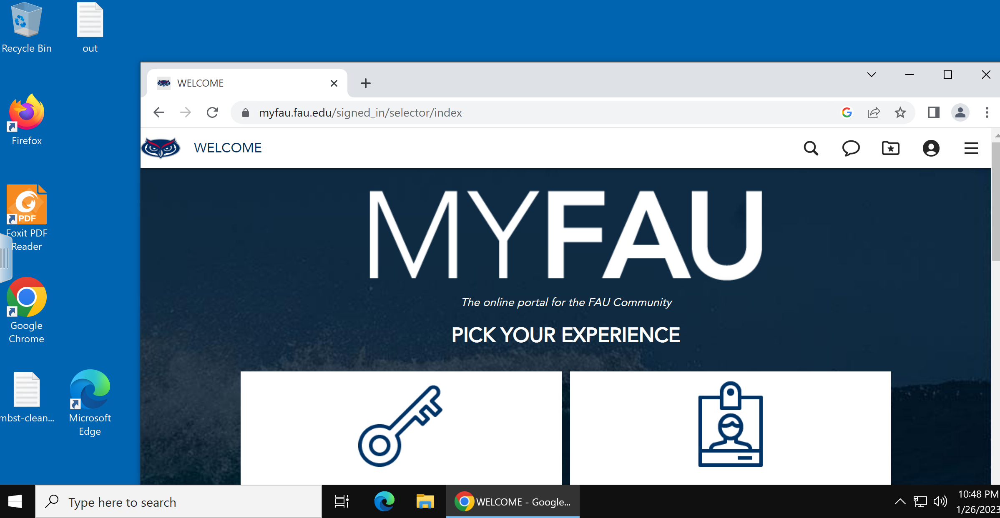 Recycle Bin
out
Firefox
PDF
Foxit PDF
Reader
Google
Chrome
mbst-clean...
Microsoft
Edge
WELCOME
myfau.fau.edu/signed_in/selector/index
WELCOME
MYFAU
The online portal for the FAU Community
PICK YOUR EXPERIENCE
Type here to search
WELCOME - Google...
10:48 PM
1/26/2023